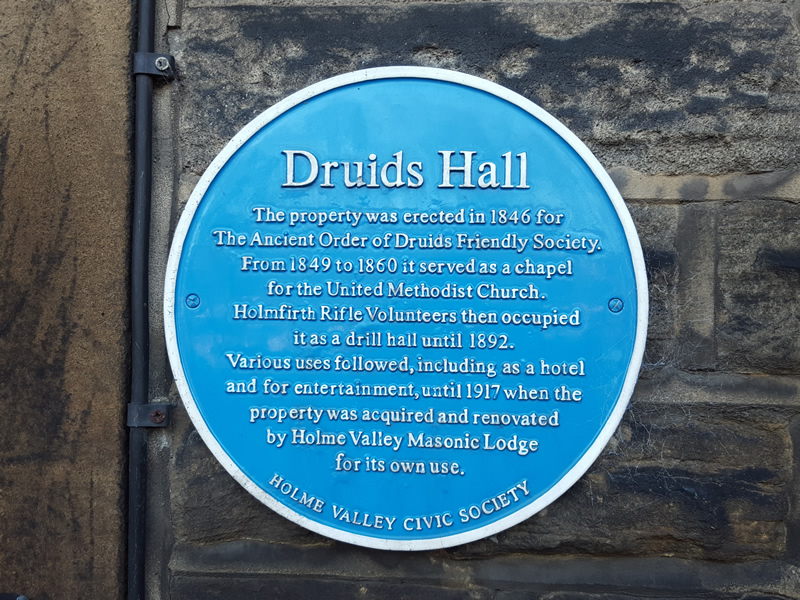 Druids Hall
The property was erected in 1846 for
The Ancient Order of Druids Friendly Society.
From 1849 to 1860 it served as a chapel
for the United Methodist Church.
Holmfirth Rifle Volunteers then occupied
it as a drill hall until 1892.
Various uses followed, including as a hotel
and for entertainment, until 1917 when the
property was acquired and renovated
by Holme Valley Masonic Lodge
for its own use.
HOLME VALLEY CIVIC SOCIETY